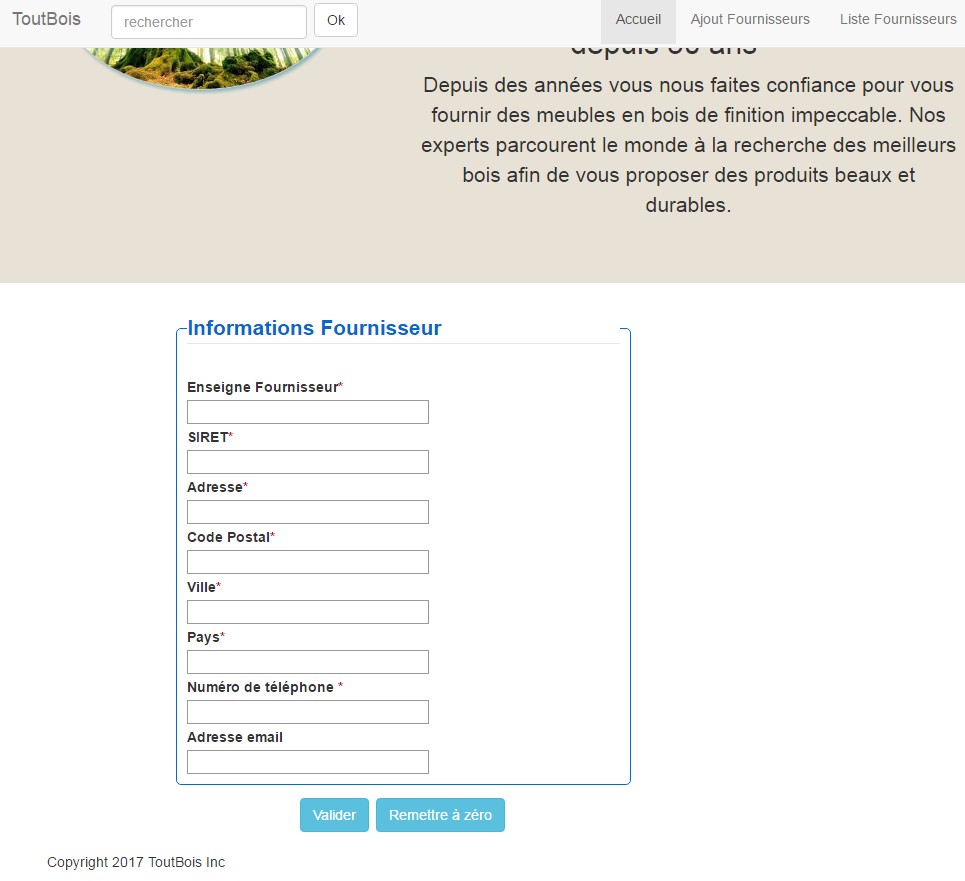 ToutBois
rechercher
Ok
Accueil
Ajout Fournisseurs
Liste Fournisseurs
depuis 50 ans
Depuis des années vous nous faites confiance pour vous
fournir des meubles en bois de finition impeccable. Nos
experts parcourent le monde à la recherche des meilleurs
bois afin de vous proposer des produits beaux et
durables.
Informations Fournisseur
Enseigne Fournisseur*
SIRET*
Adresse*
Code Postal*
Ville*
Pays*
Numéro de téléphone *
Adresse email
Valider
Remettre à zéro
Copyright 2017 ToutBois Inc